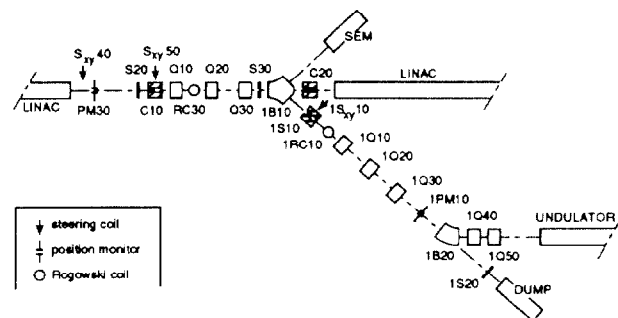 SEM
S_xy 40
S_xy 50
S20
Q10
Q20
S30
C20
LINAC
LINAC
PM30
C10
RC30
Q30
1B10
1S_xy 10
1S10
1RC10
1Q10
1Q20
1Q30
1PM10
1Q40
UNDULATOR
1B20
1Q50
1S20
DUMP
steering coil
position monitor
Rogowski coil